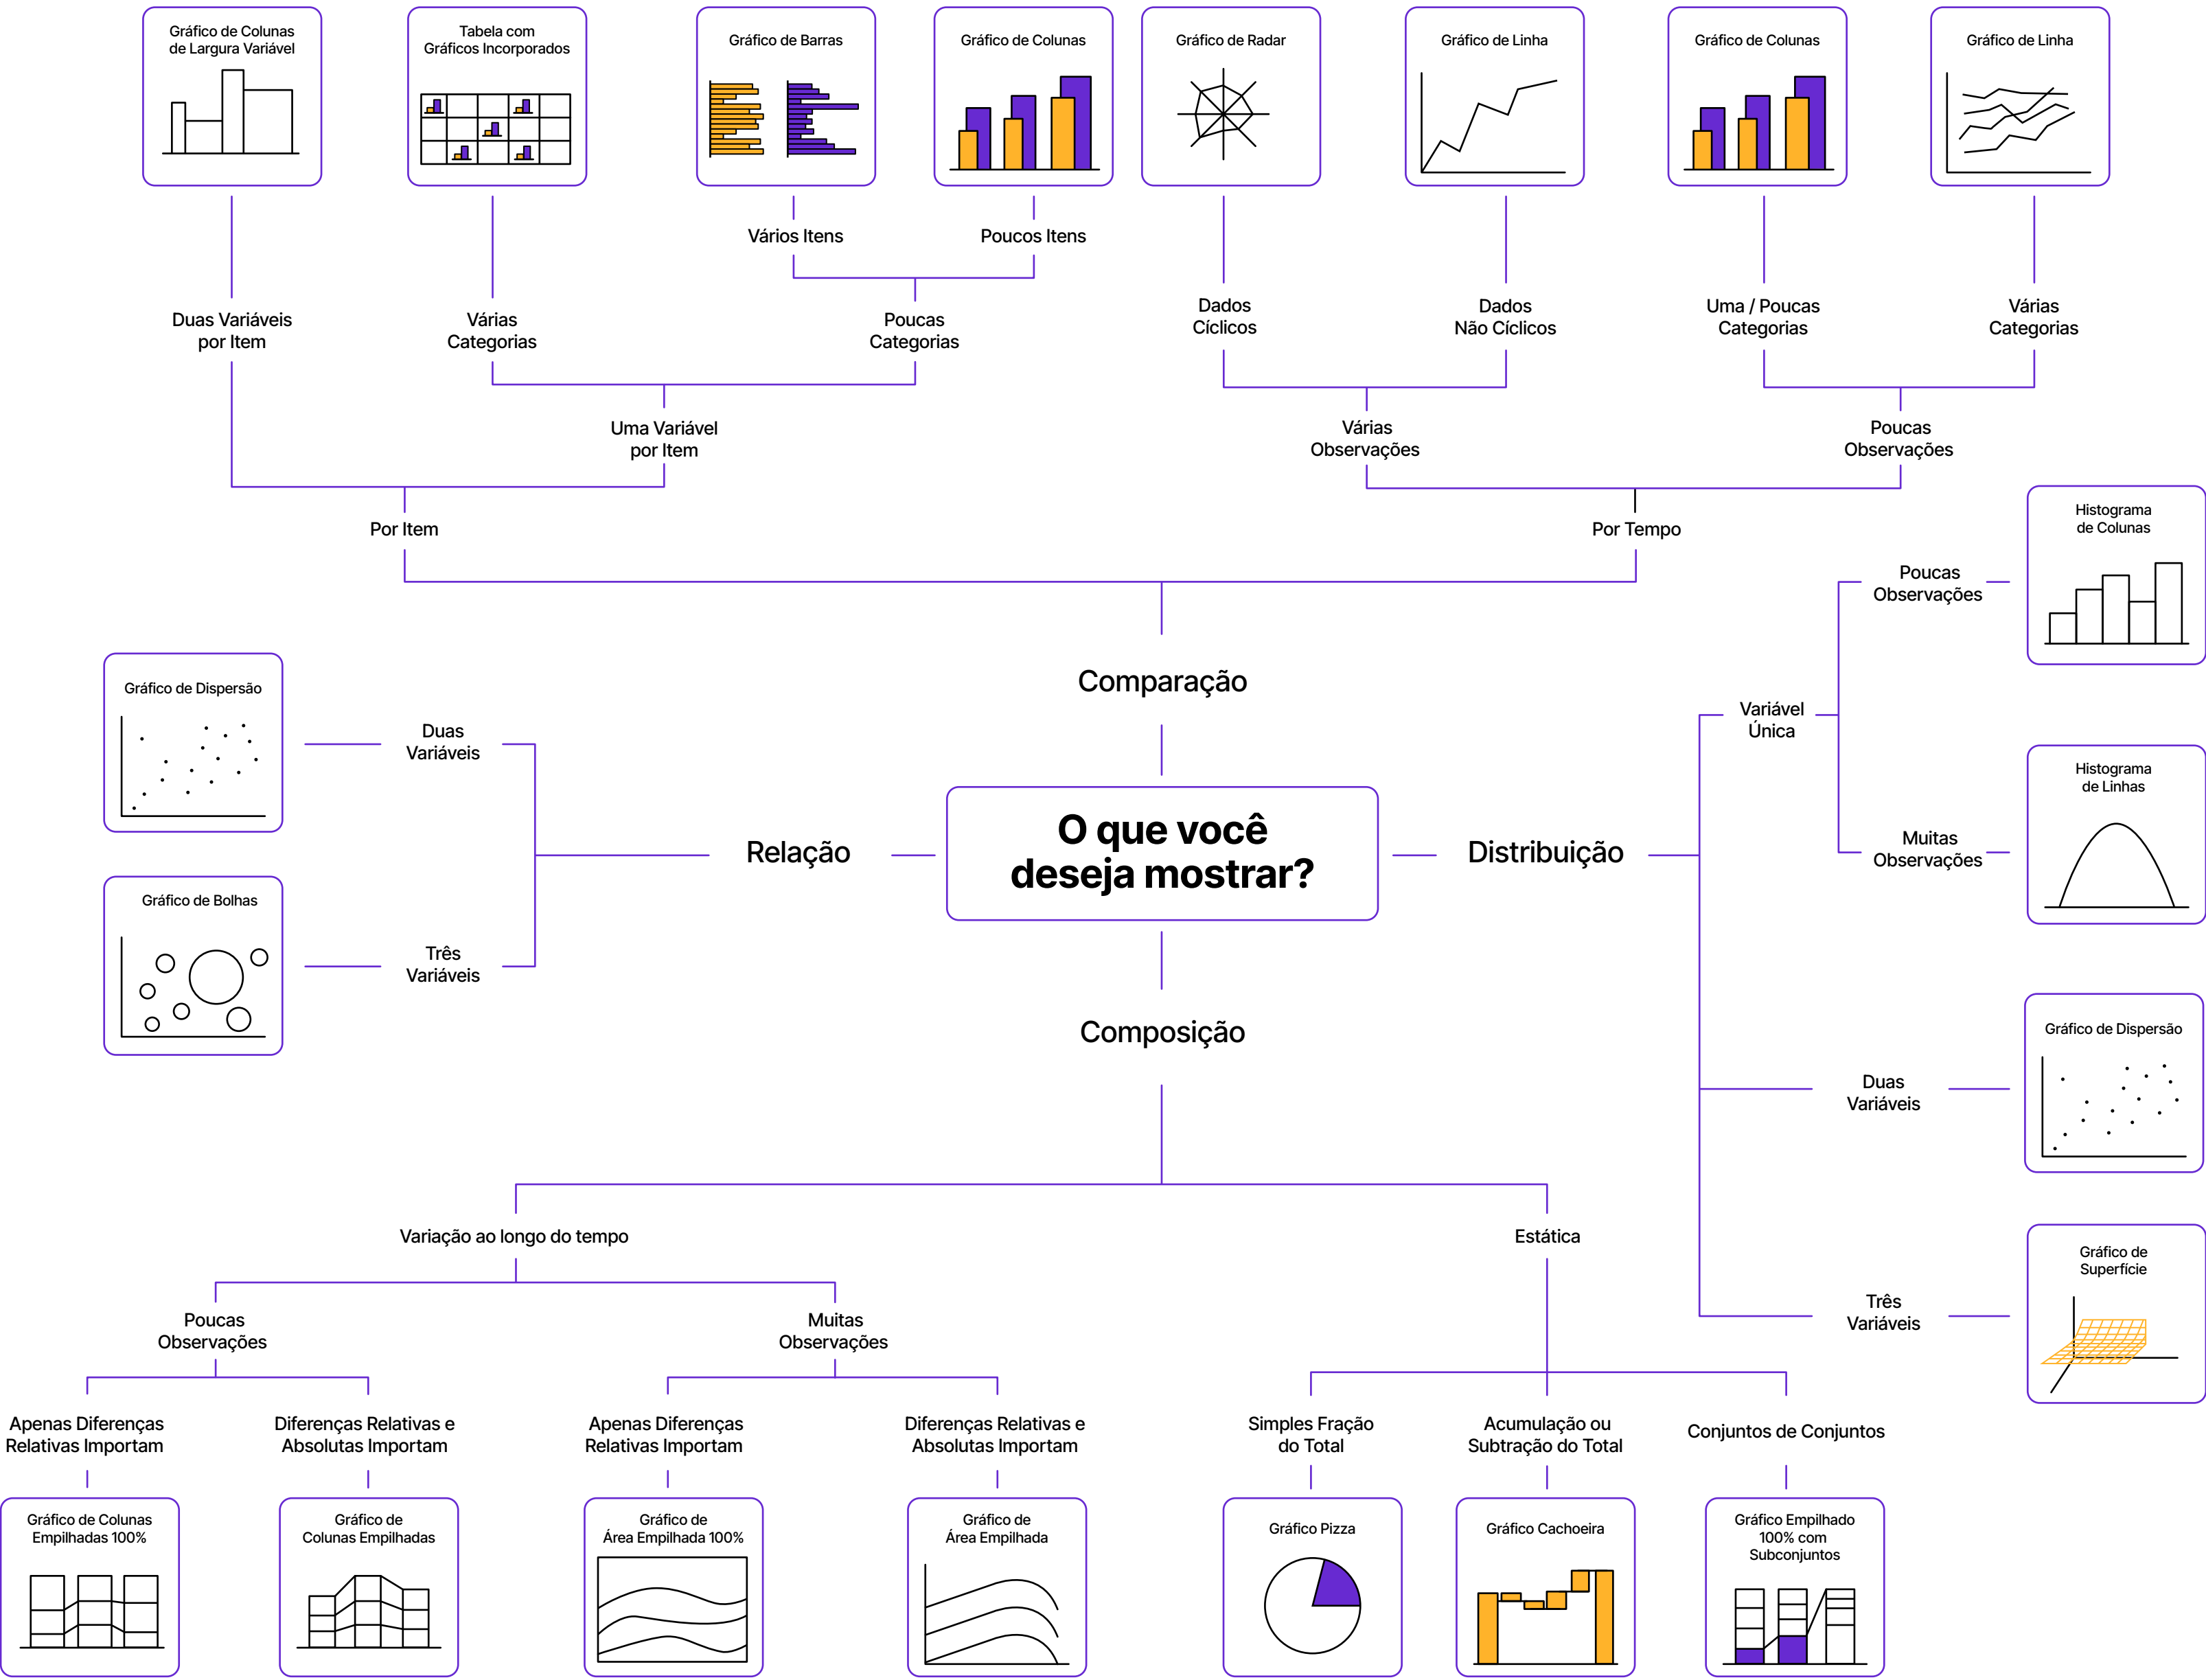 Gráfico de Colunas
de Largura Variável
Tabela com
Gráficos Incorporados
Gráfico de Barras
Gráfico de Colunas
Gráfico de Radar
Gráfico de Linha
Gráfico de Colunas
Gráfico de Linha
Vários Itens
Poucos Itens
Duas Variáveis
por Item
Várias
Categorias
Poucas
Categorias
Dados
Cíclicos
Dados
Não Cíclicos
Uma / Poucas
Categorias
Várias
Categorias
Uma Variável
por Item
Várias
Observações
Poucas
Observações
Por Item
Por Tempo
Comparação
Gráfico de Dispersão
Duas
Variáveis
Relação
Gráfico de Bolhas
Três
Variáveis
O que você
deseja mostrar?
Distribuição
Variável
Única
Poucas
Observações
Histograma
de Colunas
Muitas
Observações
Histograma
de Linhas
Duas
Variáveis
Gráfico de Dispersão
Três
Variáveis
Gráfico de
Superfície
Composição
Variação ao longo do tempo
Estática
Poucas
Observações
Muitas
Observações
Apenas Diferenças
Relativas Importam
Diferenças Relativas e
Absolutas Importam
Apenas Diferenças
Relativas Importam
Diferenças Relativas e
Absolutas Importam
Simples Fração
do Total
Acumulação ou
Subtração do Total
Conjuntos de Conjuntos
Gráfico de Colunas
Empilhadas 100%
Gráfico de
Colunas Empilhadas
Gráfico de
Área Empilhada 100%
Gráfico de
Área Empilhada
Gráfico Pizza
Gráfico Cachoeira
Gráfico Empilhado
100% com
Subconjuntos